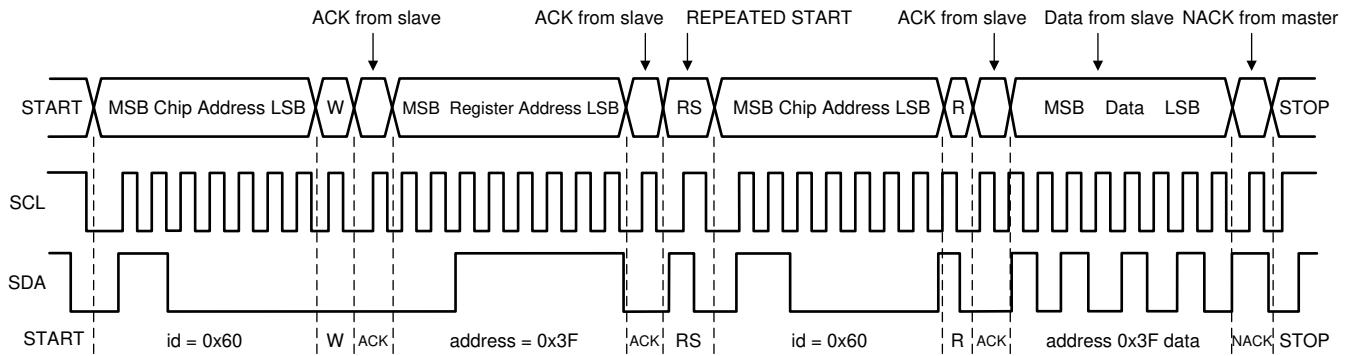 ACK from slave ACK from slave REPEATED START ACK from slave Data from slave NACK from master
START MSB Chip Address LSB W MSB Register Address LSB RS MSB Chip Address LSB R MSB Data LSB STOP
SCL
SDA
START id = 0x60 W ACK address = 0x3F ACK RS id = 0x60 R ACK address 0x3F data NACK STOP